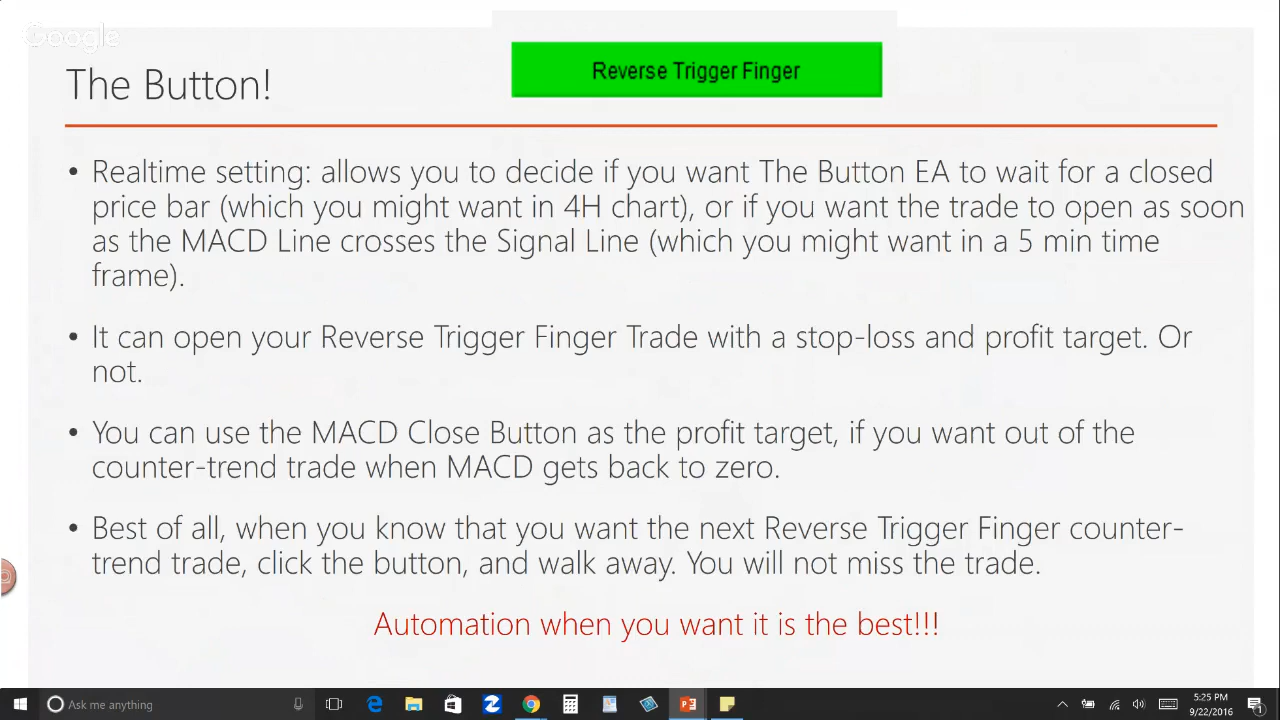 Google
Reverse Trigger Finger
The Button!
• Realtime setting: allows you to decide if you want The Button EA to wait for a closed
price bar (which you might want in 4H chart), or if you want the trade to open as soon
as the MACD Line crosses the Signal Line (which you might want in a 5 min time
frame).
• It can open your Reverse Trigger Finger Trade with a stop-loss and profit target. Or
not.
• You can use the MACD Close Button as the profit target, if you want out of the
counter-trend trade when MACD gets back to zero.
• Best of all, when you know that you want the next Reverse Trigger Finger counter-
trend trade, click the button, and walk away. You will not miss the trade.
Automation when you want it is the best!!!
Ask me anything
5:25 PM
9/22/2016